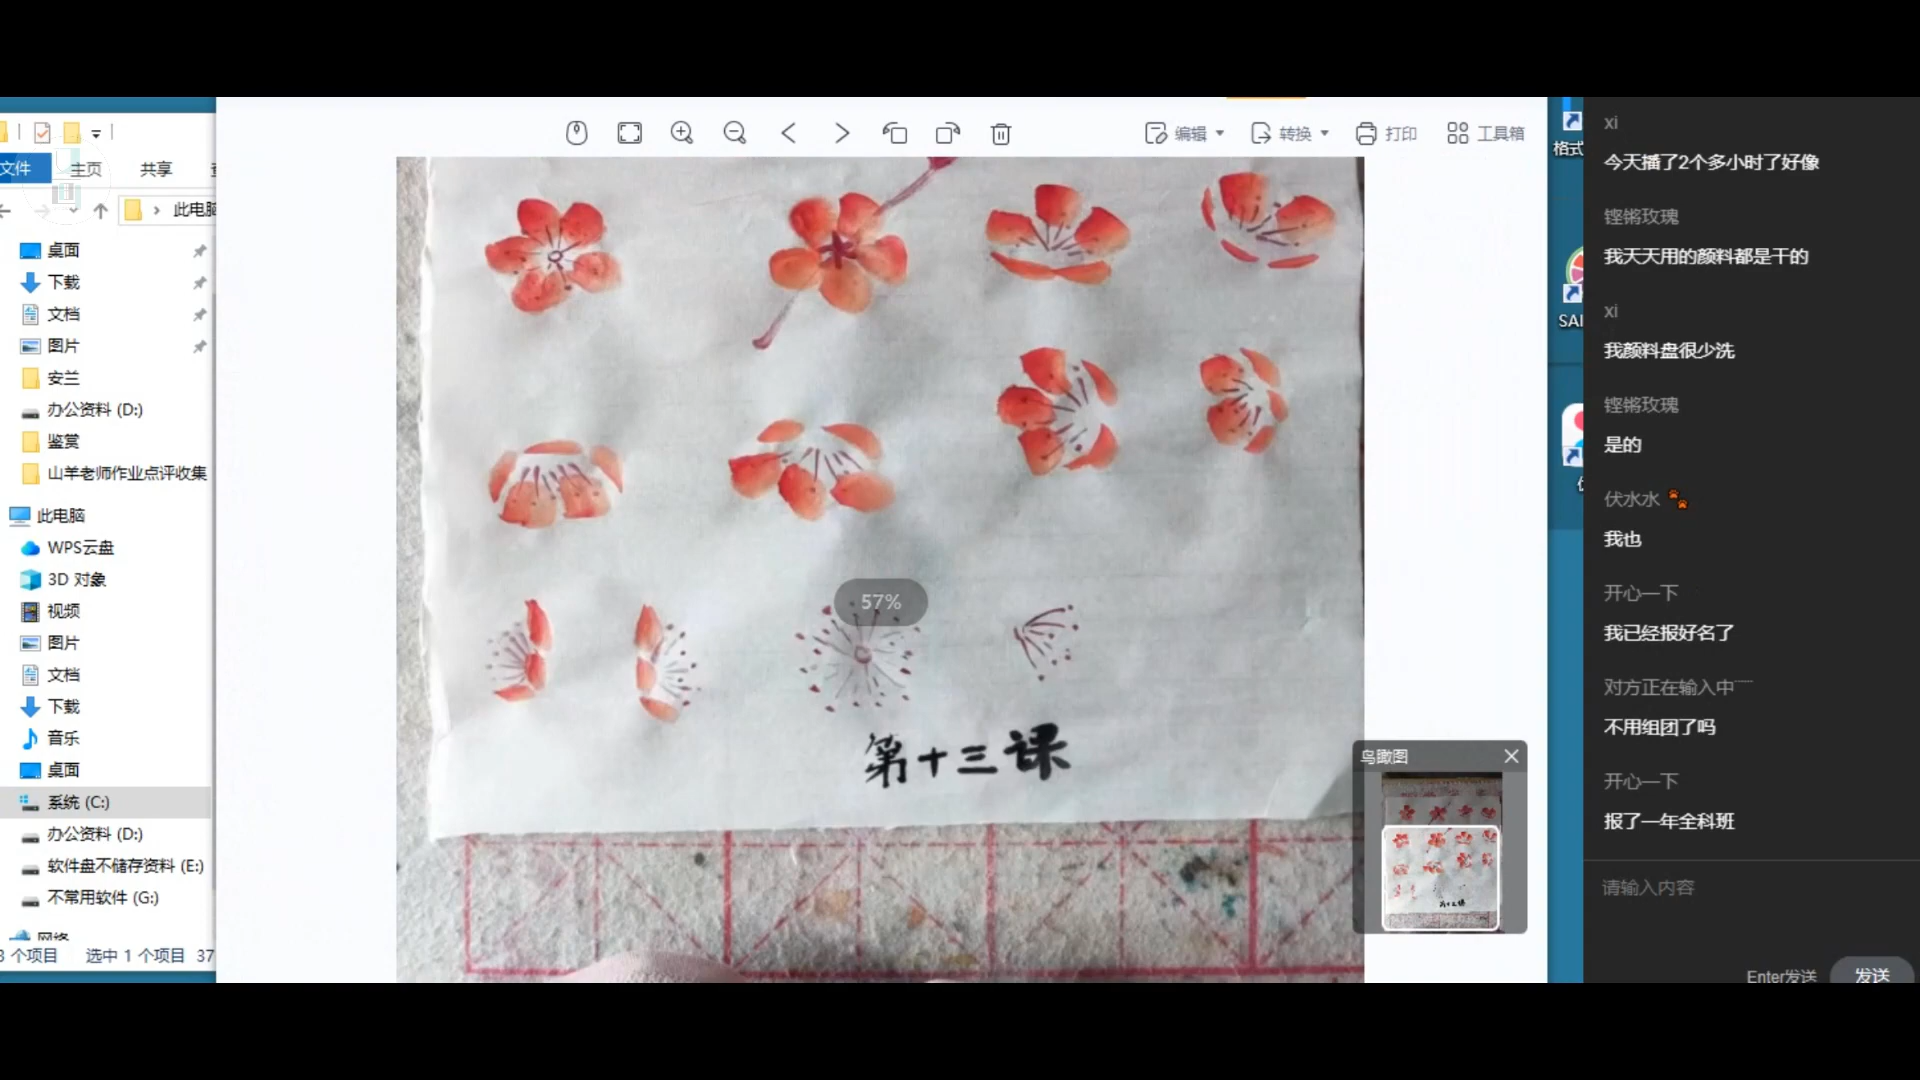 文件
主页
共享
此电脑
桌面
下载
文档
图片
安兰
办公资料 (D:)
鉴赏
山羊老师作业点评收集
此电脑
WPS云盘
3D 对象
视频
图片
文档
下载
音乐
桌面
系统 (C:)
办公资料 (D:)
软件盘不储存资料 (E:)
不常用软件 (G:)
网络
个项目 选中 1 个项目 37
编辑
转换
打印
工具箱
57%
第十三课
鸟瞰图
格式
SAI
xi
今天播了2个多小时了好像
铿锵玫瑰
我天天用的颜料都是干的
xi
我颜料盘很少洗
铿锵玫瑰
是的
伏水水
我也
开心一下
我已经报好名了
对方正在输入中
不用组团了吗
开心一下
报了一年全科班
请输入内容
Enter发送
发送